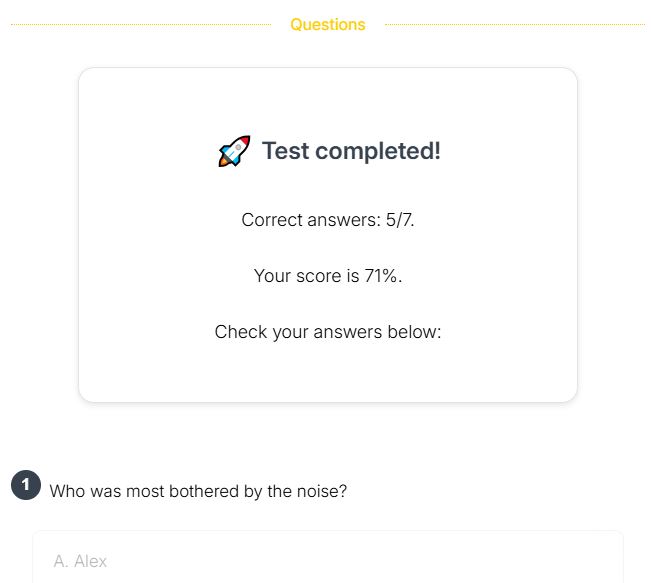 Questions
Test completed!
Correct answers: 5/7.
Your score is 71%.
Check your answers below:
1 Who was most bothered by the noise?
A. Alex